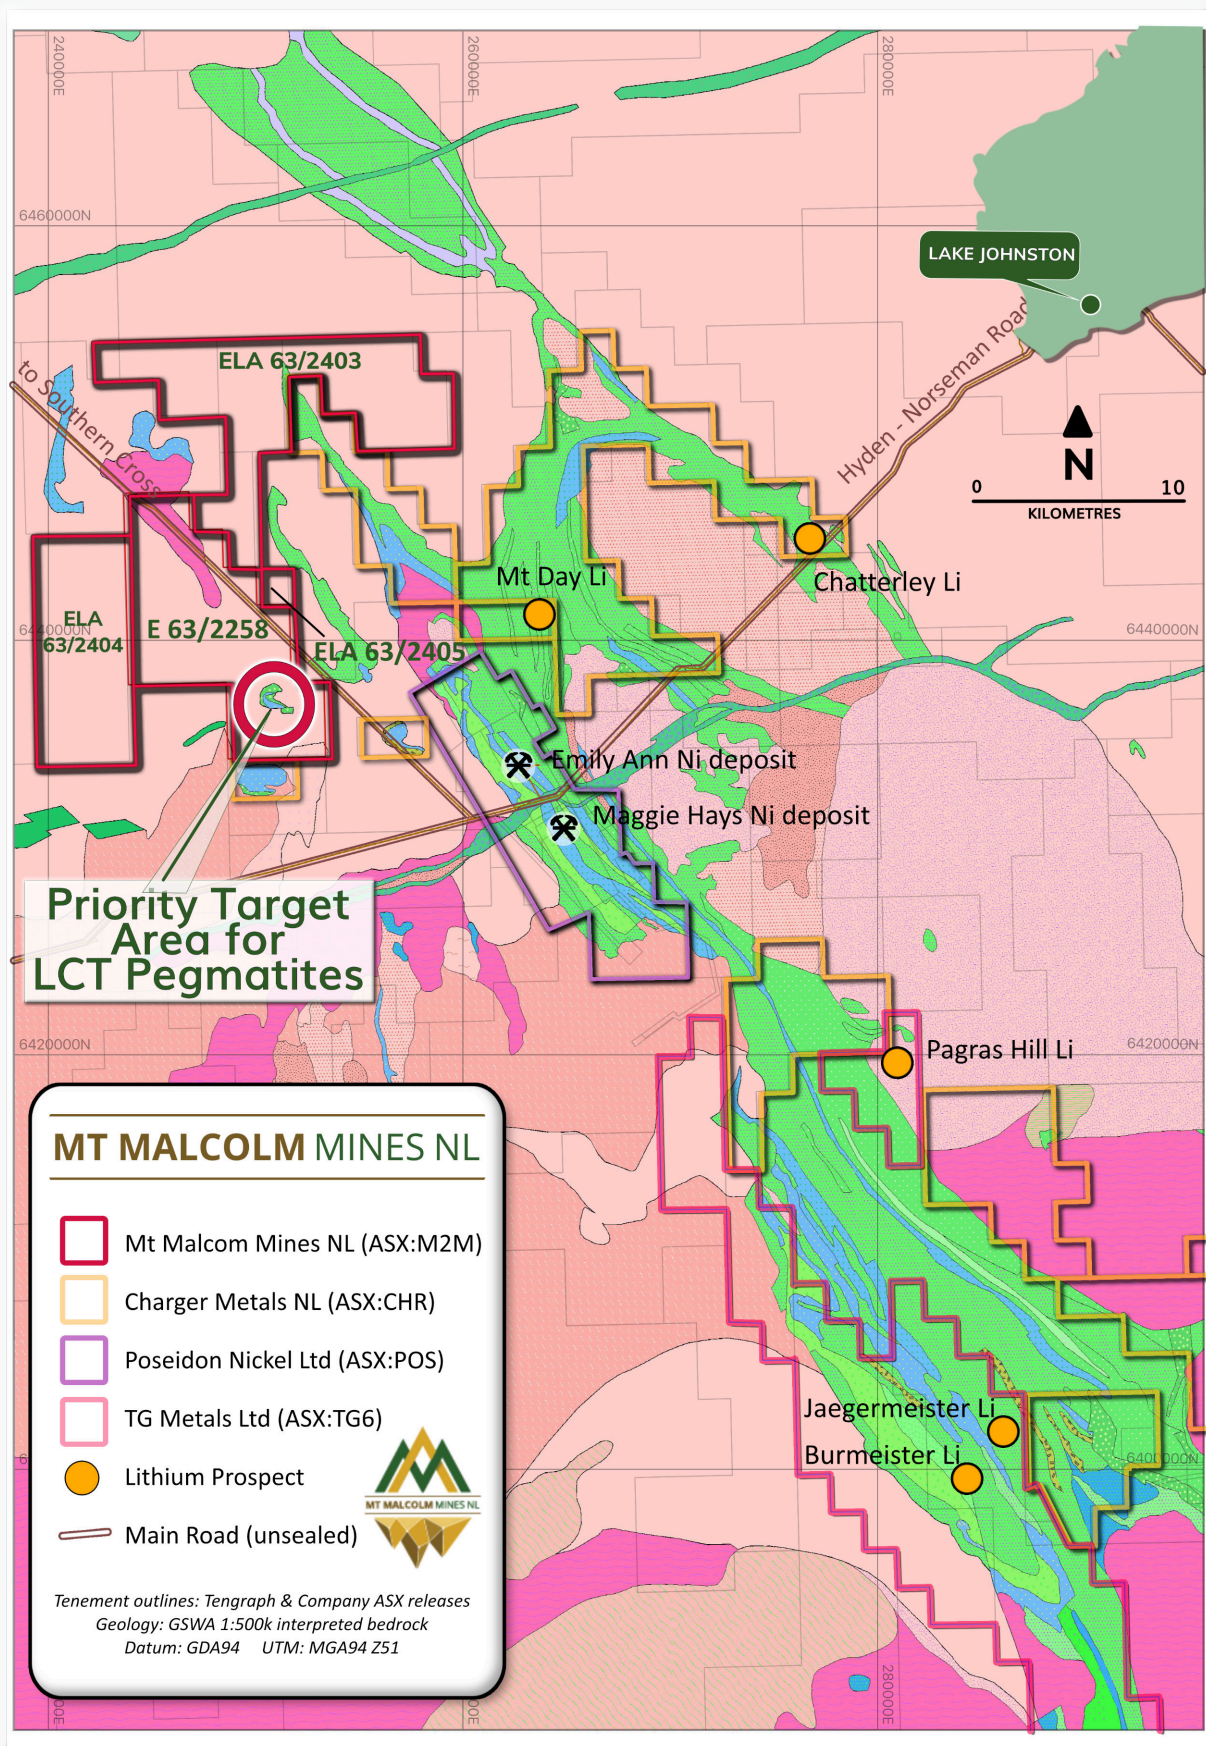 240000E
260000E
280000E
6460000N
LAKE JOHNSTON
ELA 63/2403
to Southern Cross
Hyden - Norseman Road
N
0 10
KILOMETRES
Mt Day Li
Chatterley Li
ELA
63/2404
6440000N
E 63/2258
ELA 63/2405
6440000N
Emily Ann Ni deposit
Maggie Hays Ni deposit
Priority Target
Area for
LCT Pegmatites
6420000N
Pagras Hill Li
6420000N
MT MALCOLM MINES NL
Mt Malcom Mines NL (ASX:M2M)
Charger Metals NL (ASX:CHR)
Poseidon Nickel Ltd (ASX:POS)
TG Metals Ltd (ASX:TG6)
Lithium Prospect
Main Road (unsealed)
MT MALCOLM MINES NL
Tenement outlines: Tengraph & Company ASX releases
Geology: GSWA 1:500k interpreted bedrock
Datum: GDA94 UTM: MGA94 Z51
Jaegermeister Li
Burmeister Li
6400000N
280000E